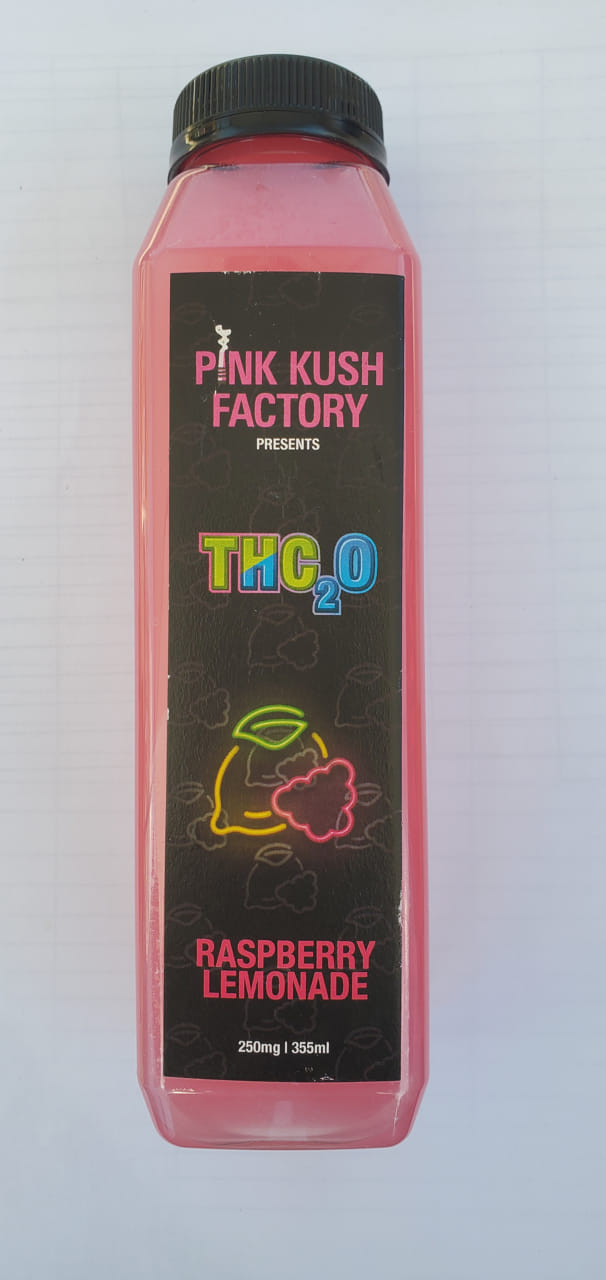 PINK KUSH
FACTORY
PRESENTS
THC₂O
RASPBERRY
LEMONADE
250mg | 355ml